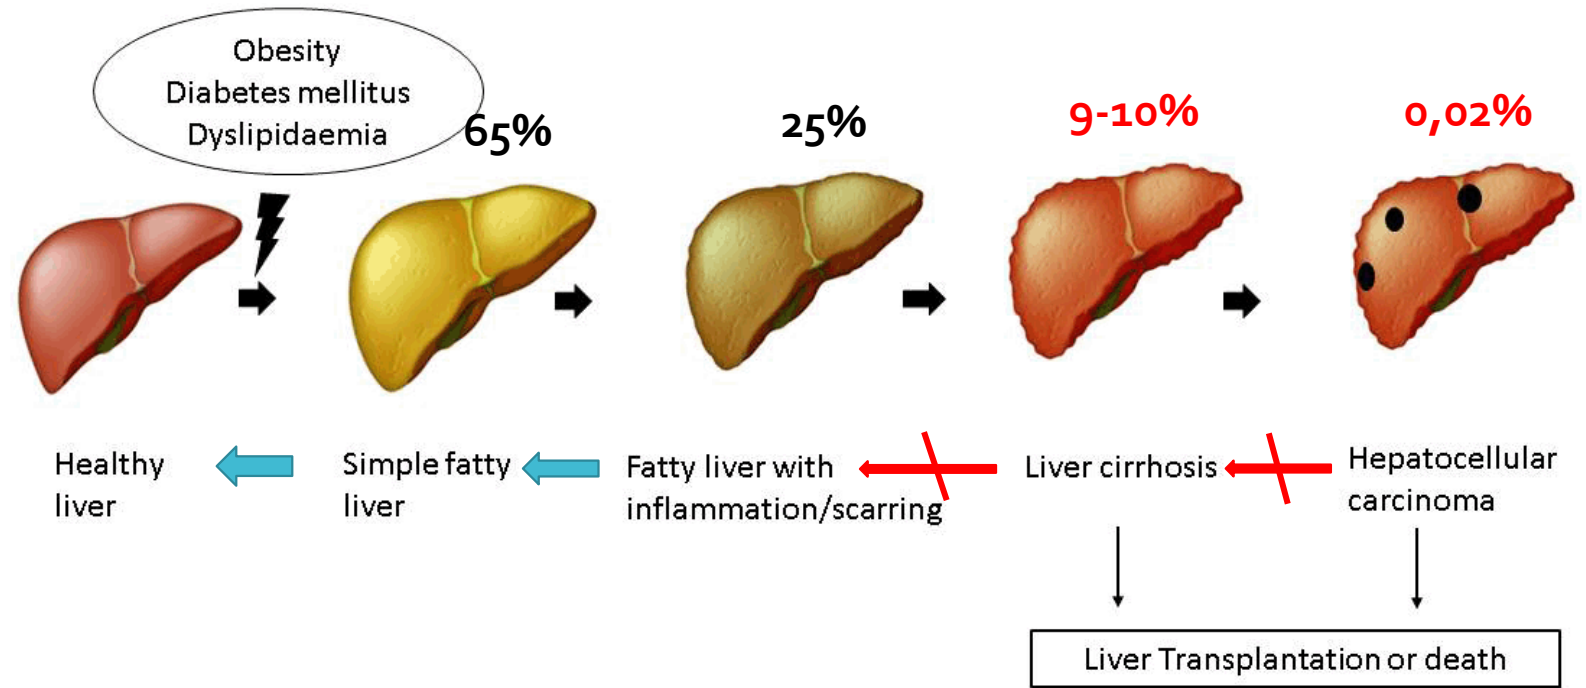 Obesity
Diabetes mellitus
Dyslipidaemia
65%
25%
9-10%
0,02%
Healthy
liver
Simple fatty
liver
Fatty liver with
inflammation/scarring
Liver cirrhosis
Hepatocellular
carcinoma
Liver Transplantation or death